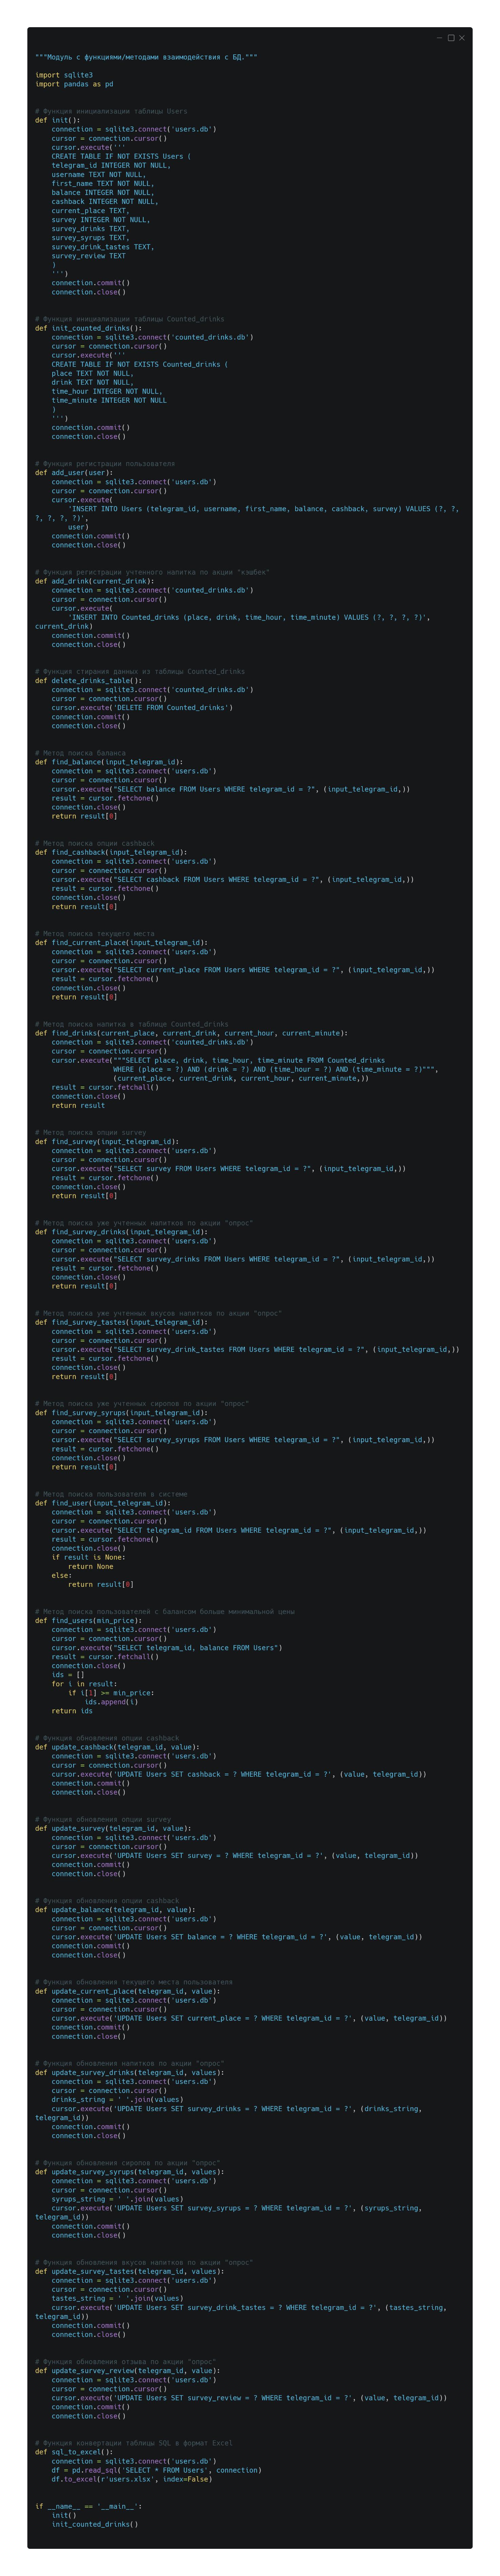 """Модуль с функциями/методами взаимодействия с БД."""

import sqlite3
import pandas as pd


# Функция инициализации таблицы Users
def init():
    connection = sqlite3.connect('users.db')
    cursor = connection.cursor()
    cursor.execute('''
    CREATE TABLE IF NOT EXISTS Users (
    telegram_id INTEGER NOT NULL,
    username TEXT NOT NULL,
    first_name TEXT NOT NULL,
    balance INTEGER NOT NULL,
    cashback INTEGER NOT NULL,
    current_place TEXT,
    survey INTEGER NOT NULL,
    survey_drinks TEXT,
    survey_syrups TEXT,
    survey_drink_tastes TEXT,
    survey_review TEXT
    )
    ''')
    connection.commit()
    connection.close()


# Функция инициализации таблицы Counted_drinks
def init_counted_drinks():
    connection = sqlite3.connect('counted_drinks.db')
    cursor = connection.cursor()
    cursor.execute('''
    CREATE TABLE IF NOT EXISTS Counted_drinks (
    place TEXT NOT NULL,
    drink TEXT NOT NULL,
    time_hour INTEGER NOT NULL,
    time_minute INTEGER NOT NULL
    )
    ''')
    connection.commit()
    connection.close()


# Функция регистрации пользователя
def add_user(user):
    connection = sqlite3.connect('users.db')
    cursor = connection.cursor()
    cursor.execute(
        'INSERT INTO Users (telegram_id, username, first_name, balance, cashback, survey) VALUES (?, ?,
?, ?, ?, ?)',
        user)
    connection.commit()
    connection.close()


# Функция регистрации учтенного напитка по акции "кэшбек"
def add_drink(current_drink):
    connection = sqlite3.connect('counted_drinks.db')
    cursor = connection.cursor()
    cursor.execute(
        'INSERT INTO Counted_drinks (place, drink, time_hour, time_minute) VALUES (?, ?, ?, ?)',
current_drink)
    connection.commit()
    connection.close()


# Функция стирания данных из таблицы Counted_drinks
def delete_drinks_table():
    connection = sqlite3.connect('counted_drinks.db')
    cursor = connection.cursor()
    cursor.execute('DELETE FROM Counted_drinks')
    connection.commit()
    connection.close()


# Метод поиска баланса
def find_balance(input_telegram_id):
    connection = sqlite3.connect('users.db')
    cursor = connection.cursor()
    cursor.execute("SELECT balance FROM Users WHERE telegram_id = ?", (input_telegram_id,))
    result = cursor.fetchone()
    connection.close()
    return result[0]


# Метод поиска опции cashback
def find_cashback(input_telegram_id):
    connection = sqlite3.connect('users.db')
    cursor = connection.cursor()
    cursor.execute("SELECT cashback FROM Users WHERE telegram_id = ?", (input_telegram_id,))
    result = cursor.fetchone()
    connection.close()
    return result[0]


# Метод поиска текущего места
def find_current_place(input_telegram_id):
    connection = sqlite3.connect('users.db')
    cursor = connection.cursor()
    cursor.execute("SELECT current_place FROM Users WHERE telegram_id = ?", (input_telegram_id,))
    result = cursor.fetchone()
    connection.close()
    return result[0]


# Метод поиска напитка в таблице Counted_drinks
def find_drinks(current_place, current_drink, current_hour, current_minute):
    connection = sqlite3.connect('counted_drinks.db')
    cursor = connection.cursor()
    cursor.execute("""SELECT place, drink, time_hour, time_minute FROM Counted_drinks
                   WHERE (place = ?) AND (drink = ?) AND (time_hour = ?) AND (time_minute = ?)""",
                   (current_place, current_drink, current_hour, current_minute,))
    result = cursor.fetchall()
    connection.close()
    return result


# Метод поиска опции survey
def find_survey(input_telegram_id):
    connection = sqlite3.connect('users.db')
    cursor = connection.cursor()
    cursor.execute("SELECT survey FROM Users WHERE telegram_id = ?", (input_telegram_id,))
    result = cursor.fetchone()
    connection.close()
    return result[0]


# Метод поиска уже учтенных напитков по акции "опрос"
def find_survey_drinks(input_telegram_id):
    connection = sqlite3.connect('users.db')
    cursor = connection.cursor()
    cursor.execute("SELECT survey_drinks FROM Users WHERE telegram_id = ?", (input_telegram_id,))
    result = cursor.fetchone()
    connection.close()
    return result[0]


# Метод поиска уже учтенных вкусов напитков по акции "опрос"
def find_survey_tastes(input_telegram_id):
    connection = sqlite3.connect('users.db')
    cursor = connection.cursor()
    cursor.execute("SELECT survey_drink_tastes FROM Users WHERE telegram_id = ?", (input_telegram_id,))
    result = cursor.fetchone()
    connection.close()
    return result[0]


# Метод поиска уже учтенных сиропов по акции "опрос"
def find_survey_syrups(input_telegram_id):
    connection = sqlite3.connect('users.db')
    cursor = connection.cursor()
    cursor.execute("SELECT survey_syrups FROM Users WHERE telegram_id = ?", (input_telegram_id,))
    result = cursor.fetchone()
    connection.close()
    return result[0]


# Метод поиска пользователя в системе
def find_user(input_telegram_id):
    connection = sqlite3.connect('users.db')
    cursor = connection.cursor()
    cursor.execute("SELECT telegram_id FROM Users WHERE telegram_id = ?", (input_telegram_id,))
    result = cursor.fetchone()
    connection.close()
    if result is None:
        return None
    else:
        return result[0]


# Метод поиска пользователей с балансом больше минимальной цены
def find_users(min_price):
    connection = sqlite3.connect('users.db')
    cursor = connection.cursor()
    cursor.execute("SELECT telegram_id, balance FROM Users")
    result = cursor.fetchall()
    connection.close()
    ids = []
    for i in result:
        if i[1] >= min_price:
            ids.append(i)
    return ids


# Функция обновления опции cashback
def update_cashback(telegram_id, value):
    connection = sqlite3.connect('users.db')
    cursor = connection.cursor()
    cursor.execute('UPDATE Users SET cashback = ? WHERE telegram_id = ?', (value, telegram_id))
    connection.commit()
    connection.close()


# Функция обновления опции survey
def update_survey(telegram_id, value):
    connection = sqlite3.connect('users.db')
    cursor = connection.cursor()
    cursor.execute('UPDATE Users SET survey = ? WHERE telegram_id = ?', (value, telegram_id))
    connection.commit()
    connection.close()


# Функция обновления опции cashback
def update_balance(telegram_id, value):
    connection = sqlite3.connect('users.db')
    cursor = connection.cursor()
    cursor.execute('UPDATE Users SET balance = ? WHERE telegram_id = ?', (value, telegram_id))
    connection.commit()
    connection.close()


# Функция обновления текущего места пользователя
def update_current_place(telegram_id, value):
    connection = sqlite3.connect('users.db')
    cursor = connection.cursor()
    cursor.execute('UPDATE Users SET current_place = ? WHERE telegram_id = ?', (value, telegram_id))
    connection.commit()
    connection.close()


# Функция обновления напитков по акции "опрос"
def update_survey_drinks(telegram_id, values):
    connection = sqlite3.connect('users.db')
    cursor = connection.cursor()
    drinks_string = ' '.join(values)
    cursor.execute('UPDATE Users SET survey_drinks = ? WHERE telegram_id = ?', (drinks_string,
telegram_id))
    connection.commit()
    connection.close()


# Функция обновления сиропов по акции "опрос"
def update_survey_syrups(telegram_id, values):
    connection = sqlite3.connect('users.db')
    cursor = connection.cursor()
    syrups_string = ' '.join(values)
    cursor.execute('UPDATE Users SET survey_syrups = ? WHERE telegram_id = ?', (syrups_string,
telegram_id))
    connection.commit()
    connection.close()


# Функция обновления вкусов напитков по акции "опрос"
def update_survey_tastes(telegram_id, values):
    connection = sqlite3.connect('users.db')
    cursor = connection.cursor()
    tastes_string = ' '.join(values)
    cursor.execute('UPDATE Users SET survey_drink_tastes = ? WHERE telegram_id = ?', (tastes_string,
telegram_id))
    connection.commit()
    connection.close()


# Функция обновления отзыва по акции "опрос"
def update_survey_review(telegram_id, value):
    connection = sqlite3.connect('users.db')
    cursor = connection.cursor()
    cursor.execute('UPDATE Users SET survey_review = ? WHERE telegram_id = ?', (value, telegram_id))
    connection.commit()
    connection.close()


# Функция конвертации таблицы SQL в формат Excel
def sql_to_excel():
    connection = sqlite3.connect('users.db')
    df = pd.read_sql('SELECT * FROM Users', connection)
    df.to_excel(r'users.xlsx', index=False)


if __name__ == '__main__':
    init()
    init_counted_drinks()